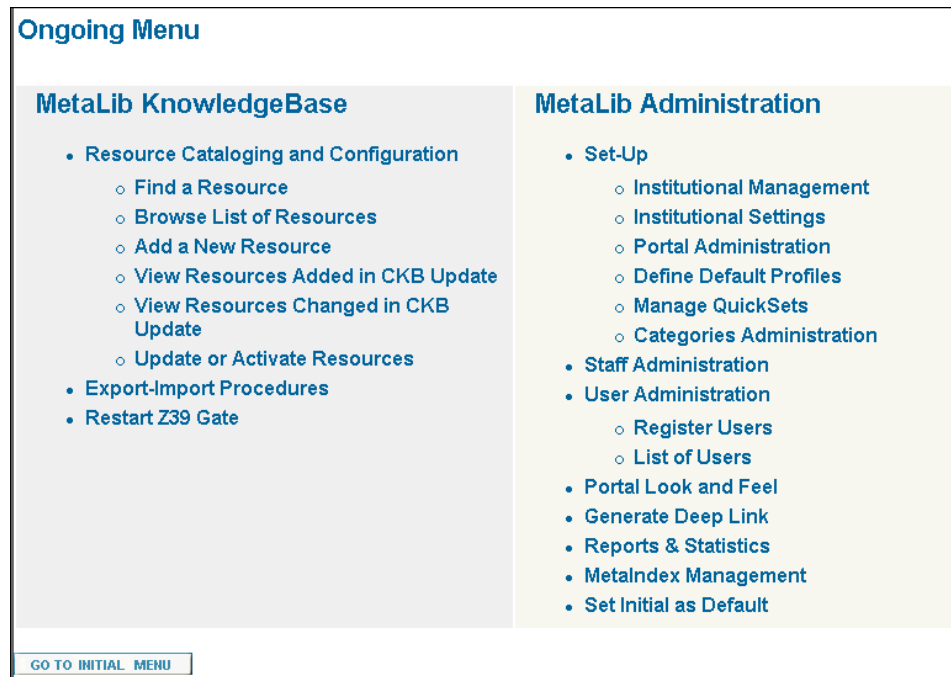 Ongoing Menu
MetaLib KnowledgeBase
Resource Cataloging and Configuration
Find a Resource
Browse List of Resources
Add a New Resource
View Resources Added in CKB Update
View Resources Changed in CKB
Update
Update or Activate Resources
Export-Import Procedures
Restart Z39 Gate
MetaLib Administration
Set-Up
Institutional Management
Institutional Settings
Portal Administration
Define Default Profiles
Manage QuickSets
Categories Administration
Staff Administration
User Administration
Register Users
List of Users
Portal Look and Feel
Generate Deep Link
Reports & Statistics
MetaIndex Management
Set Initial as Default
GO TO INITIAL MENU